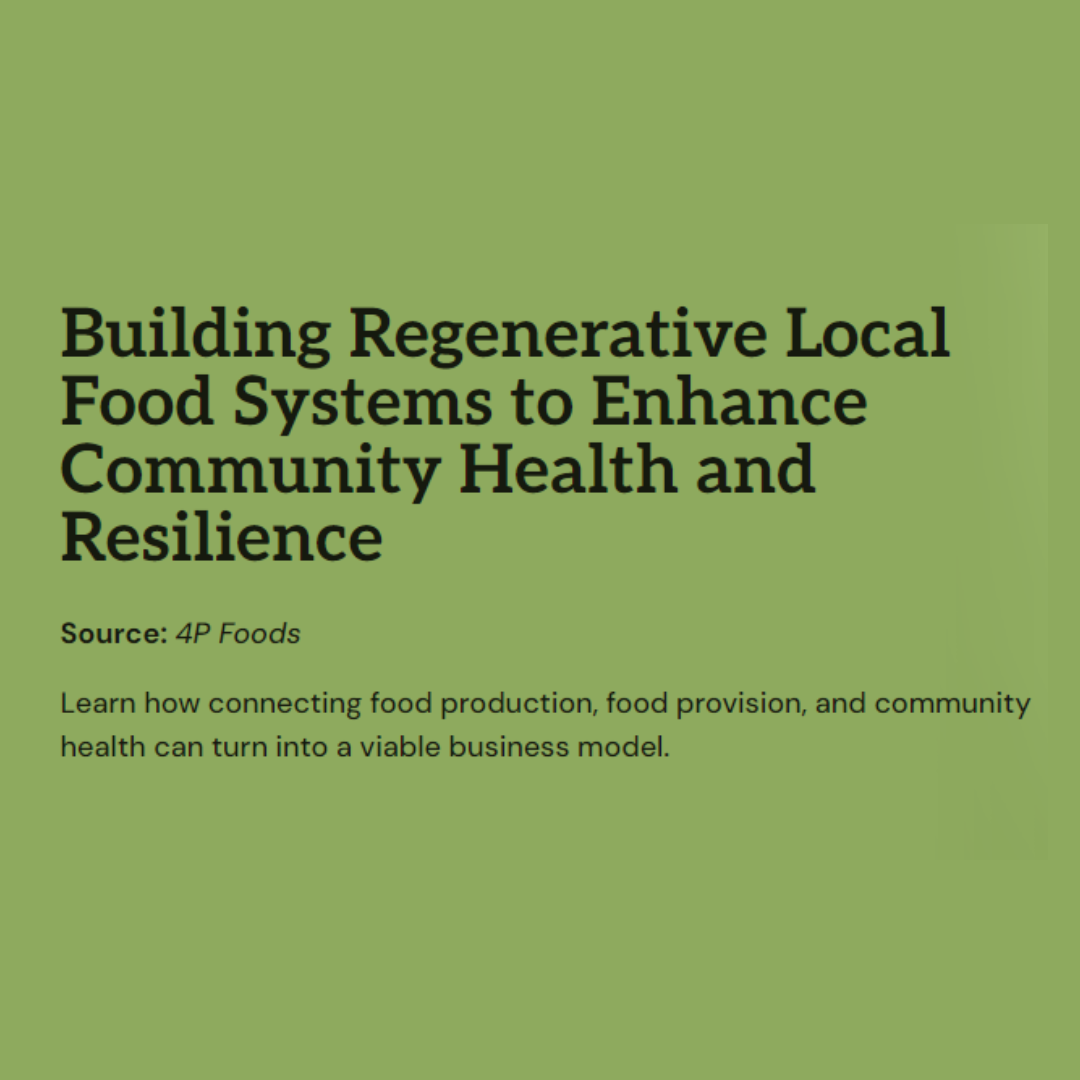 Building Regenerative Local
Food Systems to Enhance
Community Health and
Resilience
Source: 4P Foods
Learn how connecting food production, food provision, and community
health can turn into a viable business model.